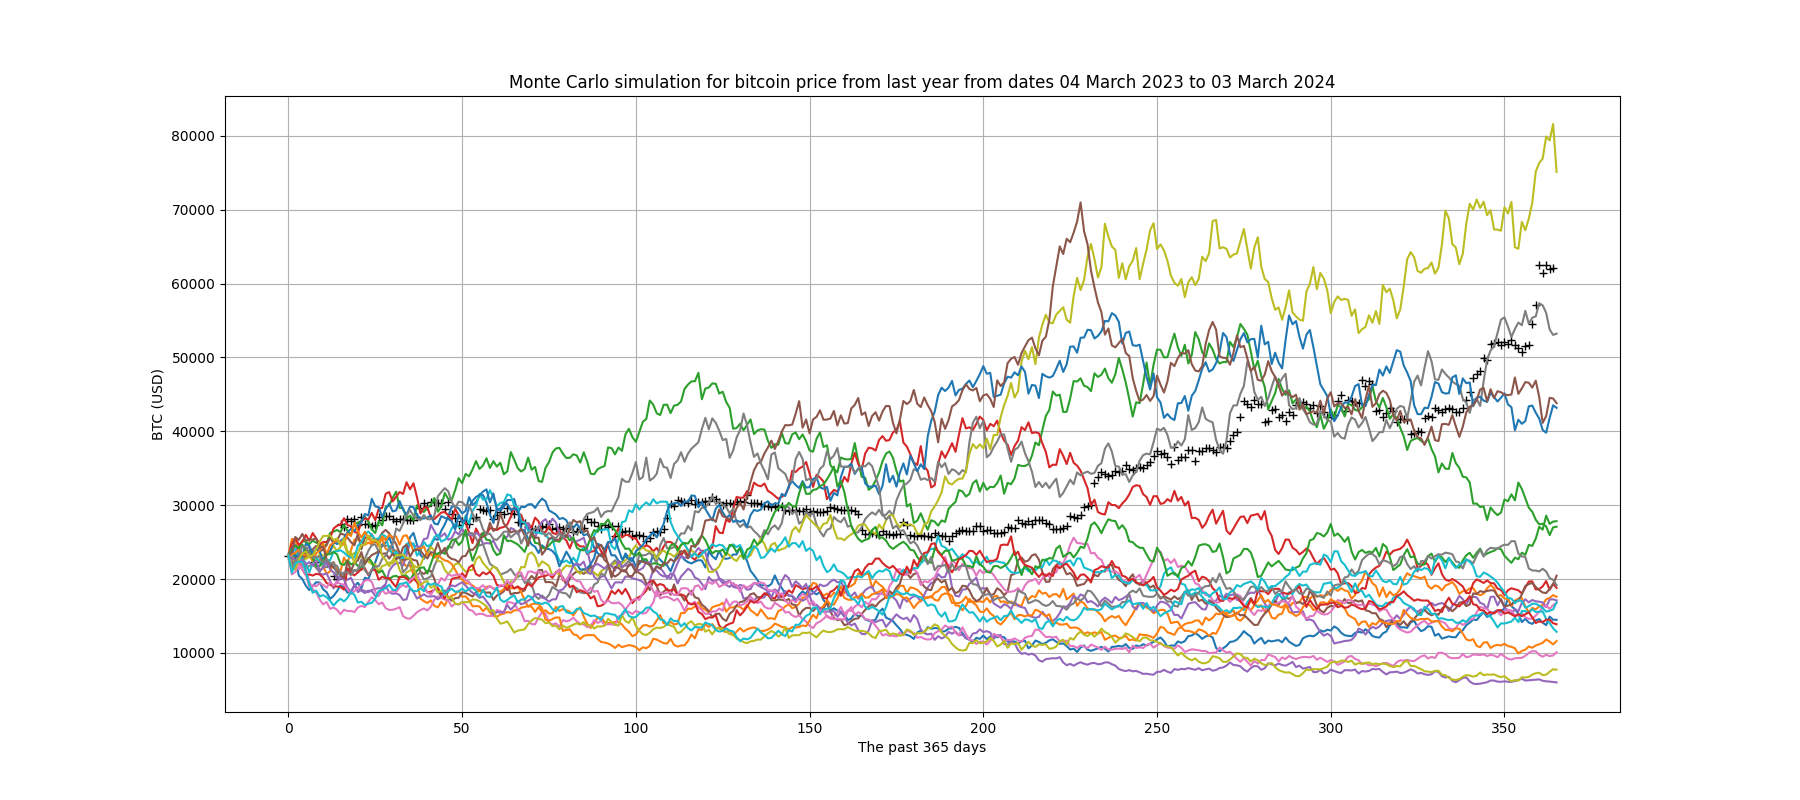 Monte Carlo simulation for bitcoin price from last year from dates 04 March 2023 to 03 March 2024
80000
70000
60000
50000
40000
30000
20000
10000
BTC (USD)
0 50 100 150 200 250 300 350
The past 365 days